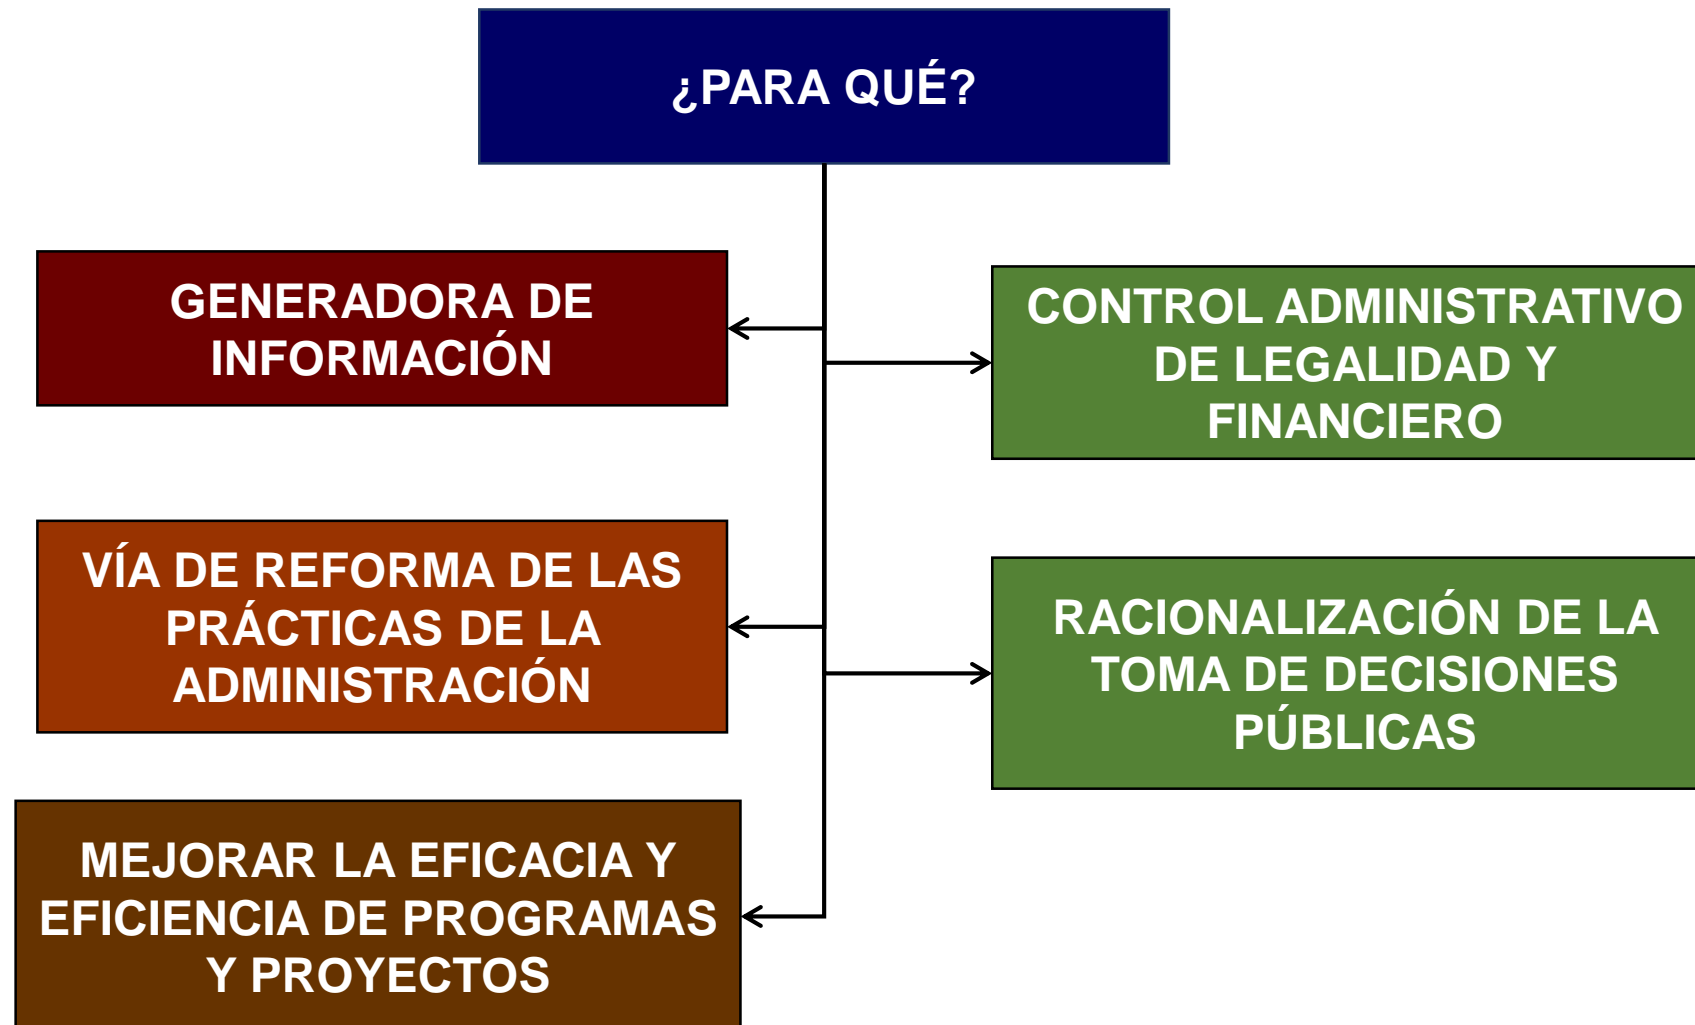 ¿PARA QUÉ?
GENERADORA DE
INFORMACIÓN
CONTROL ADMINISTRATIVO
DE LEGALIDAD Y
FINANCIERO
VÍA DE REFORMA DE LAS
PRÁCTICAS DE LA
ADMINISTRACIÓN
RACIONALIZACIÓN DE LA
TOMA DE DECISIONES
PÚBLICAS
MEJORAR LA EFICACIA Y
EFICIENCIA DE PROGRAMAS
Y PROYECTOS